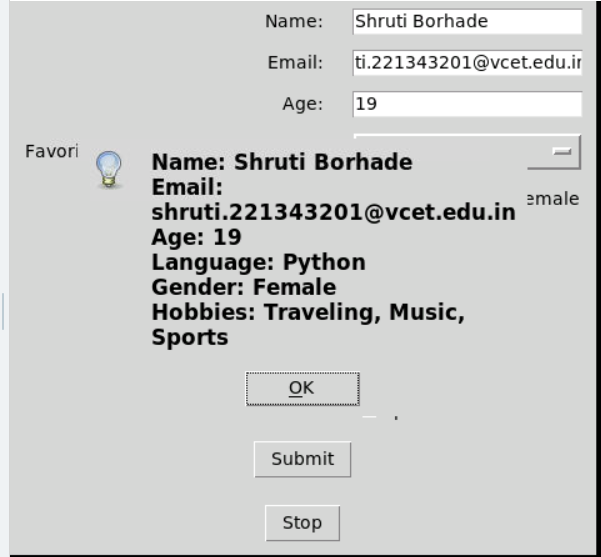 Name: Shruti Borhade
Email: ti.221343201@vcet.edu.in
Age: 19
Favori
Name: Shruti Borhade
Email:
shruti.221343201@vcet.edu.in
Age: 19
Language: Python
Gender: Female
Hobbies: Traveling, Music,
Sports
emale
OK
Submit
Stop